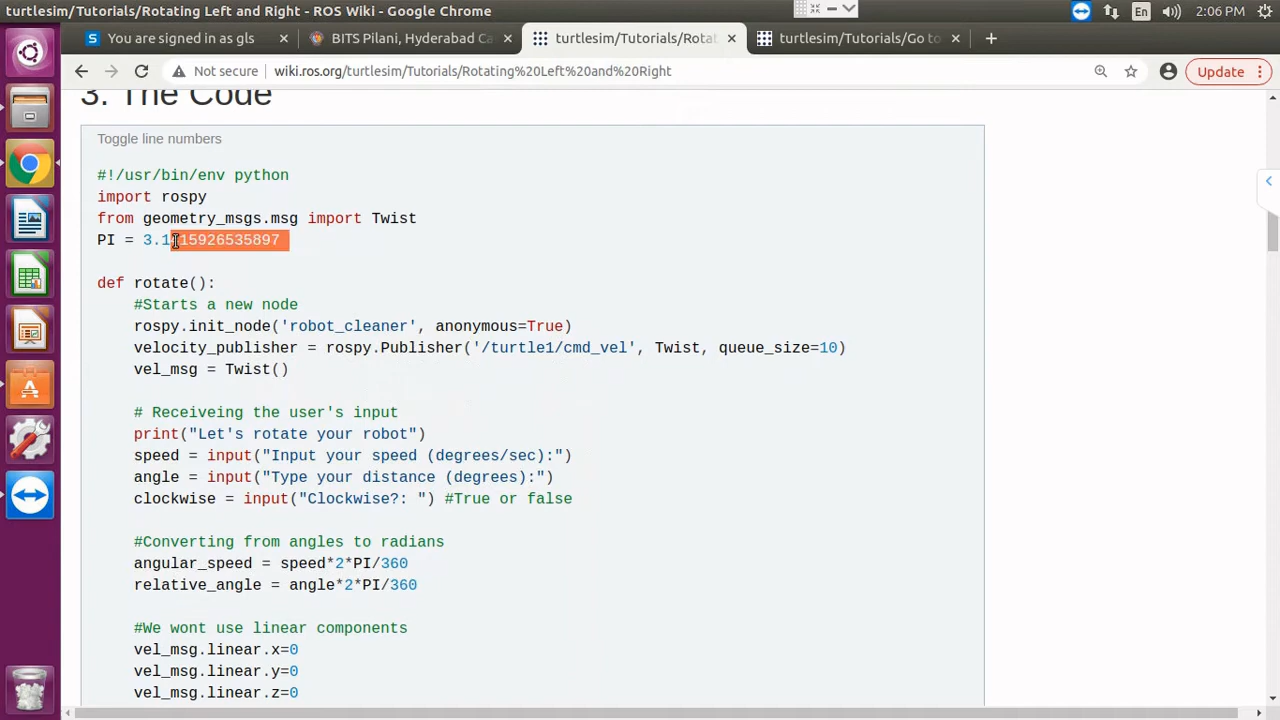 turtlesim/Tutorials/Rotating Left and Right - ROS Wiki - Google Chrome
En
2:06 PM
You are signed in as gls
BITS Pilani, Hyderabad Ca
turtlesim/Tutorials/Rotat
turtlesim/Tutorials/Go to
Not secure
wiki.ros.org/turtlesim/Tutorials/Rotating%20Left%20and%20Right
Update
3. The Code
Toggle line numbers
#!/usr/bin/env python
import rospy
from geometry_msgs.msg import Twist
PI = 3.1415926535897
def rotate():
#Starts a new node
rospy.init_node('robot_cleaner', anonymous=True)
velocity_publisher = rospy.Publisher('/turtle1/cmd_vel', Twist, queue_size=10)
vel_msg = Twist()
# Receiveing the user's input
print("Let's rotate your robot")
speed = input("Input your speed (degrees/sec):")
angle = input("Type your distance (degrees):")
clockwise = input("Clockwise?: ") #True or false
#Converting from angles to radians
angular_speed = speed*2*PI/360
relative_angle = angle*2*PI/360
#We wont use linear components
vel_msg.linear.x=0
vel_msg.linear.y=0
vel_msg.linear.z=0